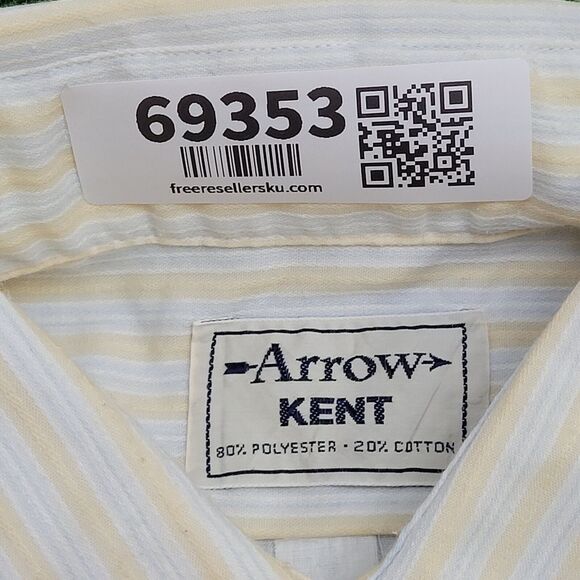 69353
freeresellersku.com
Arrow
KENT
80% POLYESTER - 20% COTTON